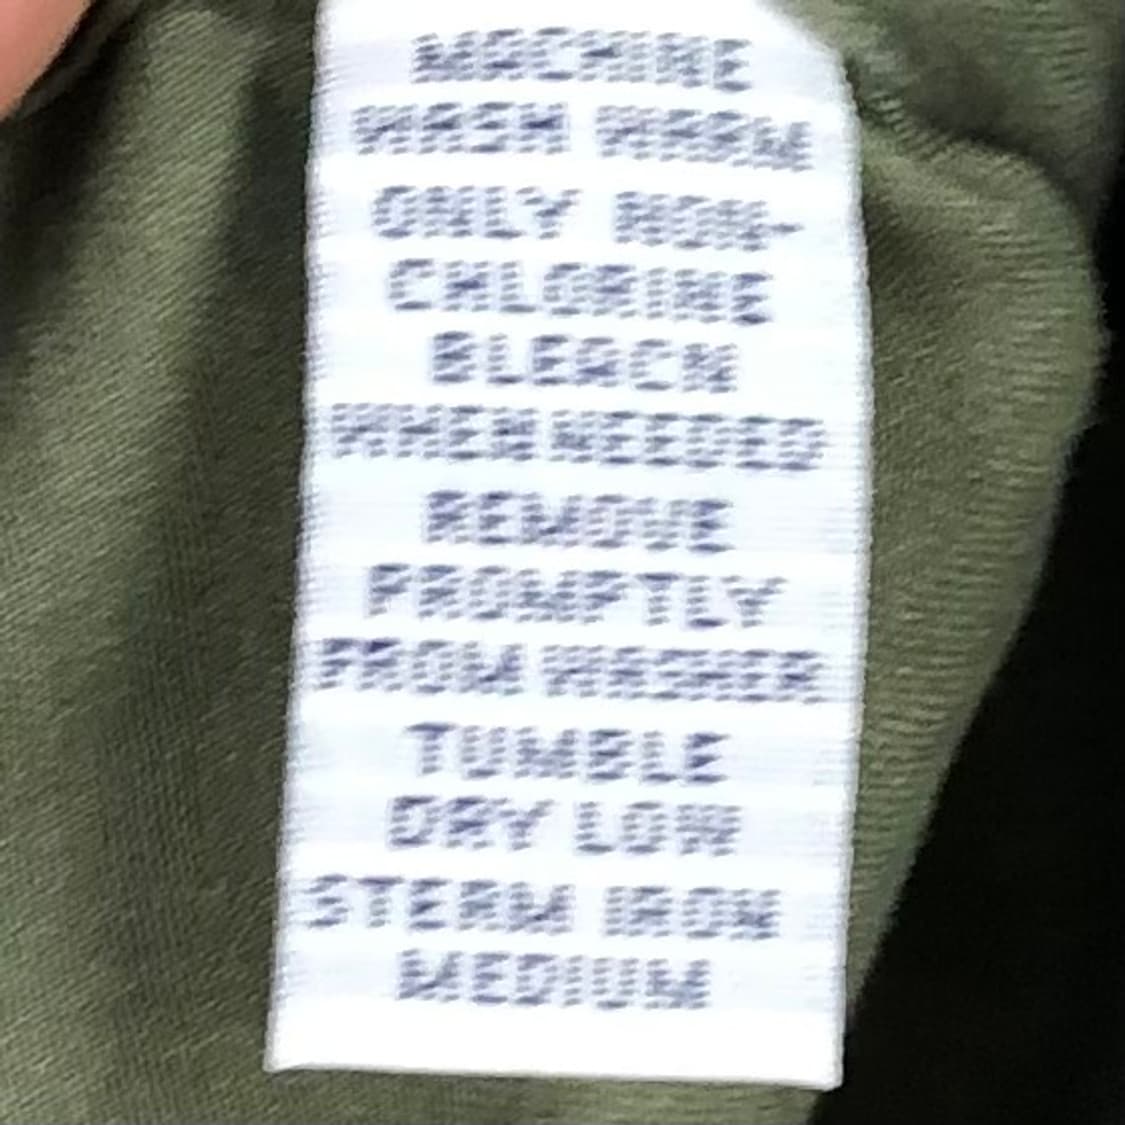 MACHINE
WASH WARM
ONLY NON-
CHLORINE
BLEACH
WHEN NEEDED
REMOVE
PROMPTLY
FROM WASHER
TUMBLE
DRY LOW
STEAM IRON
MEDIUM